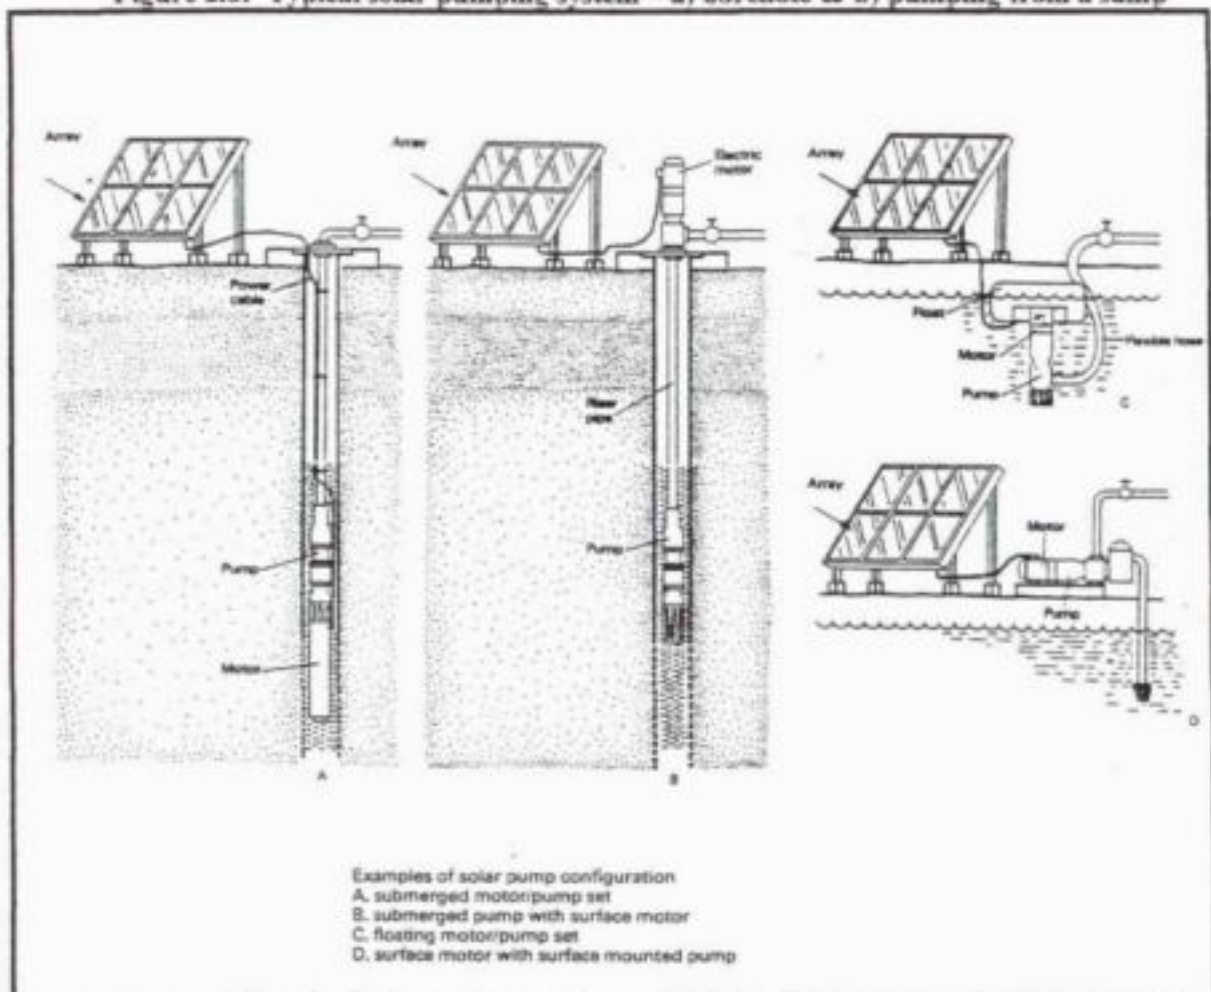 Figure 2.3: Typical solar pumping system - a) borehole & b) pumping from a sump
Array
Power cable
Pump
Motor
A
Array
Electric motor
Riser pipe
Pump
B
Array
Float
Motor
Pump
Flexible hose
C
Array
Motor
Pump
D
Examples of solar pump configuration
A. submerged motor/pump set
B. submerged pump with surface motor
C. floating motor/pump set
D. surface motor with surface mounted pump